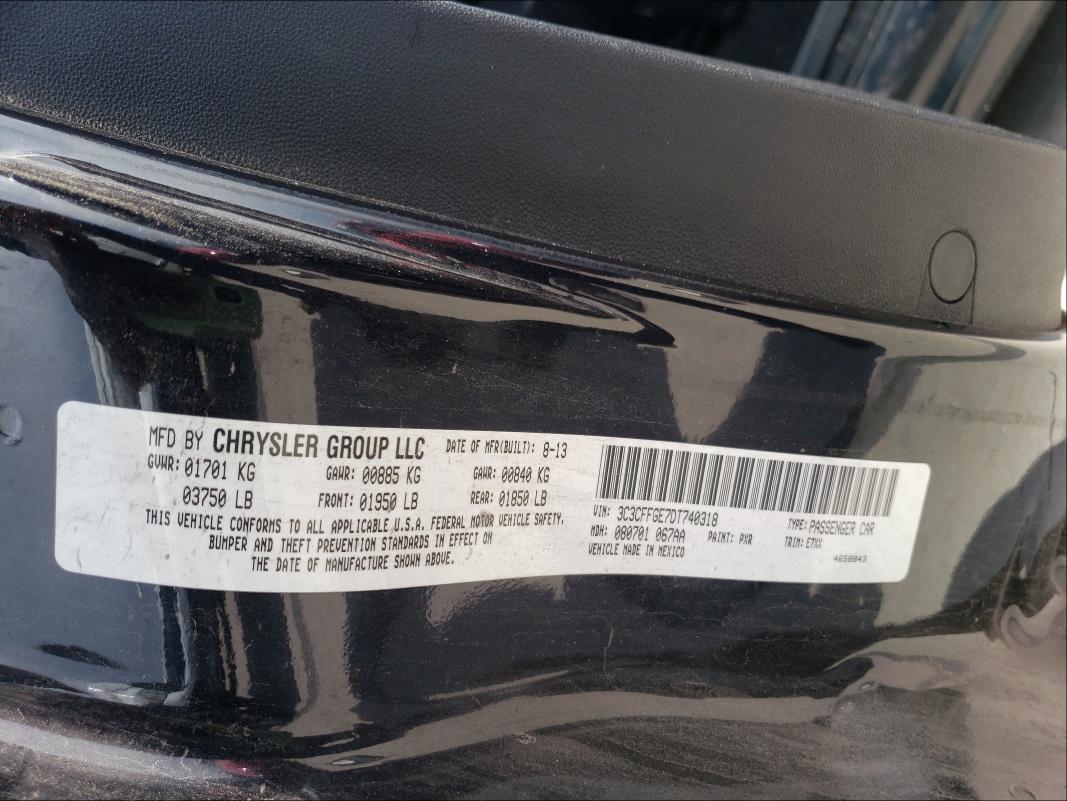 MFD BY CHRYSLER GROUP LLC DATE OF MFR(BUILT): 8-13
GVWR: 01701 KG GAWR: 00885 KG GAWR: 00840 KG
03750 LB FRONT: 01950 LB REAR: 01850 LB
THIS VEHICLE CONFORMS TO ALL APPLICABLE U.S.A. FEDERAL MOTOR VEHICLE SAFETY,
BUMPER AND THEFT PREVENTION STANDARDS IN EFFECT ON
THE DATE OF MANUFACTURE SHOWN ABOVE.
VIN: 3C3CFFGE7DT740318 TYPE: PASSENGER CAR
MDH: 080701 067AA PAINT: PXR TRIM: E7XX
VEHICLE MADE IN MEXICO 4658843